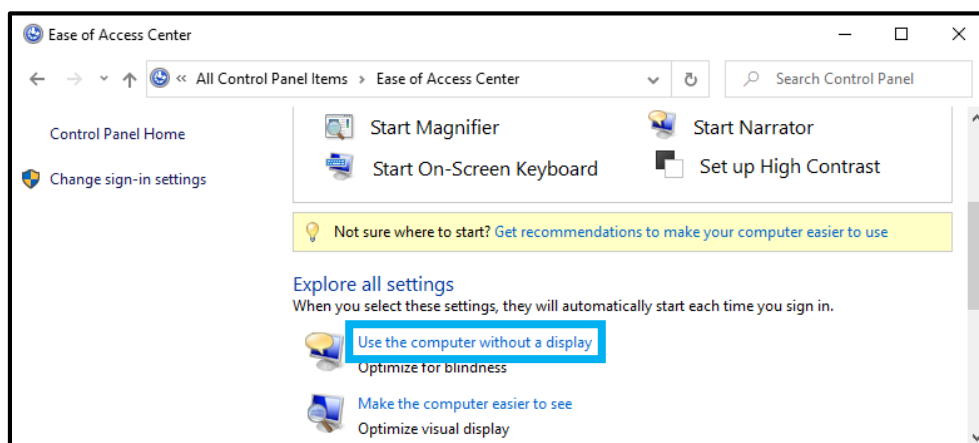 Ease of Access Center
« All Control Panel Items > Ease of Access Center
Search Control Panel
Control Panel Home
Change sign-in settings
Start Magnifier
Start Narrator
Start On-Screen Keyboard
Set up High Contrast
Not sure where to start? Get recommendations to make your computer easier to use
Explore all settings
When you select these settings, they will automatically start each time you sign in.
Use the computer without a display
Optimize for blindness
Make the computer easier to see
Optimize visual display